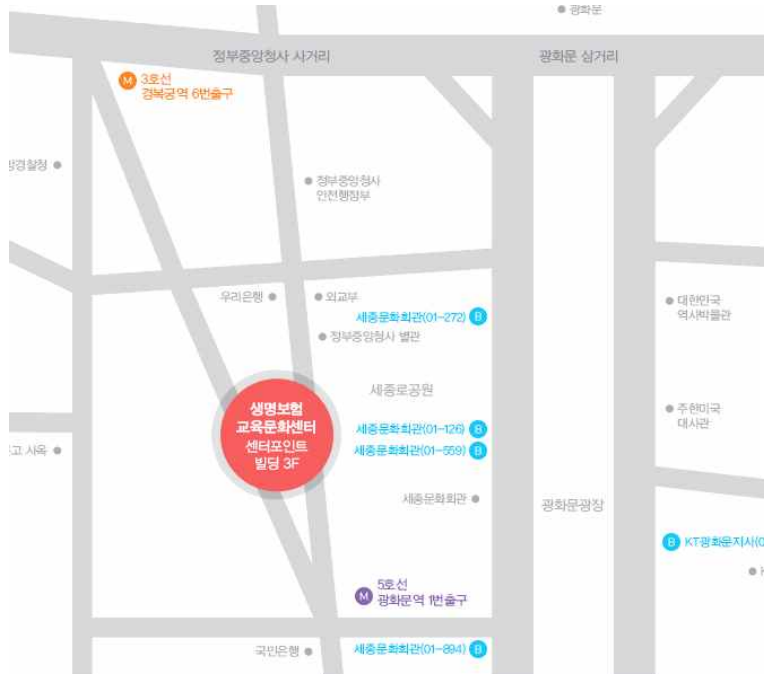 광화문
정부중앙청사 사거리
광화문 삼거리
3호선
경복궁역 6번출구
정부중앙청사
안전행정부
우리은행
외교부
세종문화회관(01-272) B
정부중앙청사 별관
대한민국
역사박물관
세종로공원
생명보험
교육문화센터
센터포인트
빌딩 3F
주한미국
대사관
세종문화회관(01-126) B
세종문화회관(01-559) B
사옥
세종문화회관
광화문광장
B KT광화문지사(0
M 5호선
광화문역 1번출구
국민은행
세종문화회관(01-894) B